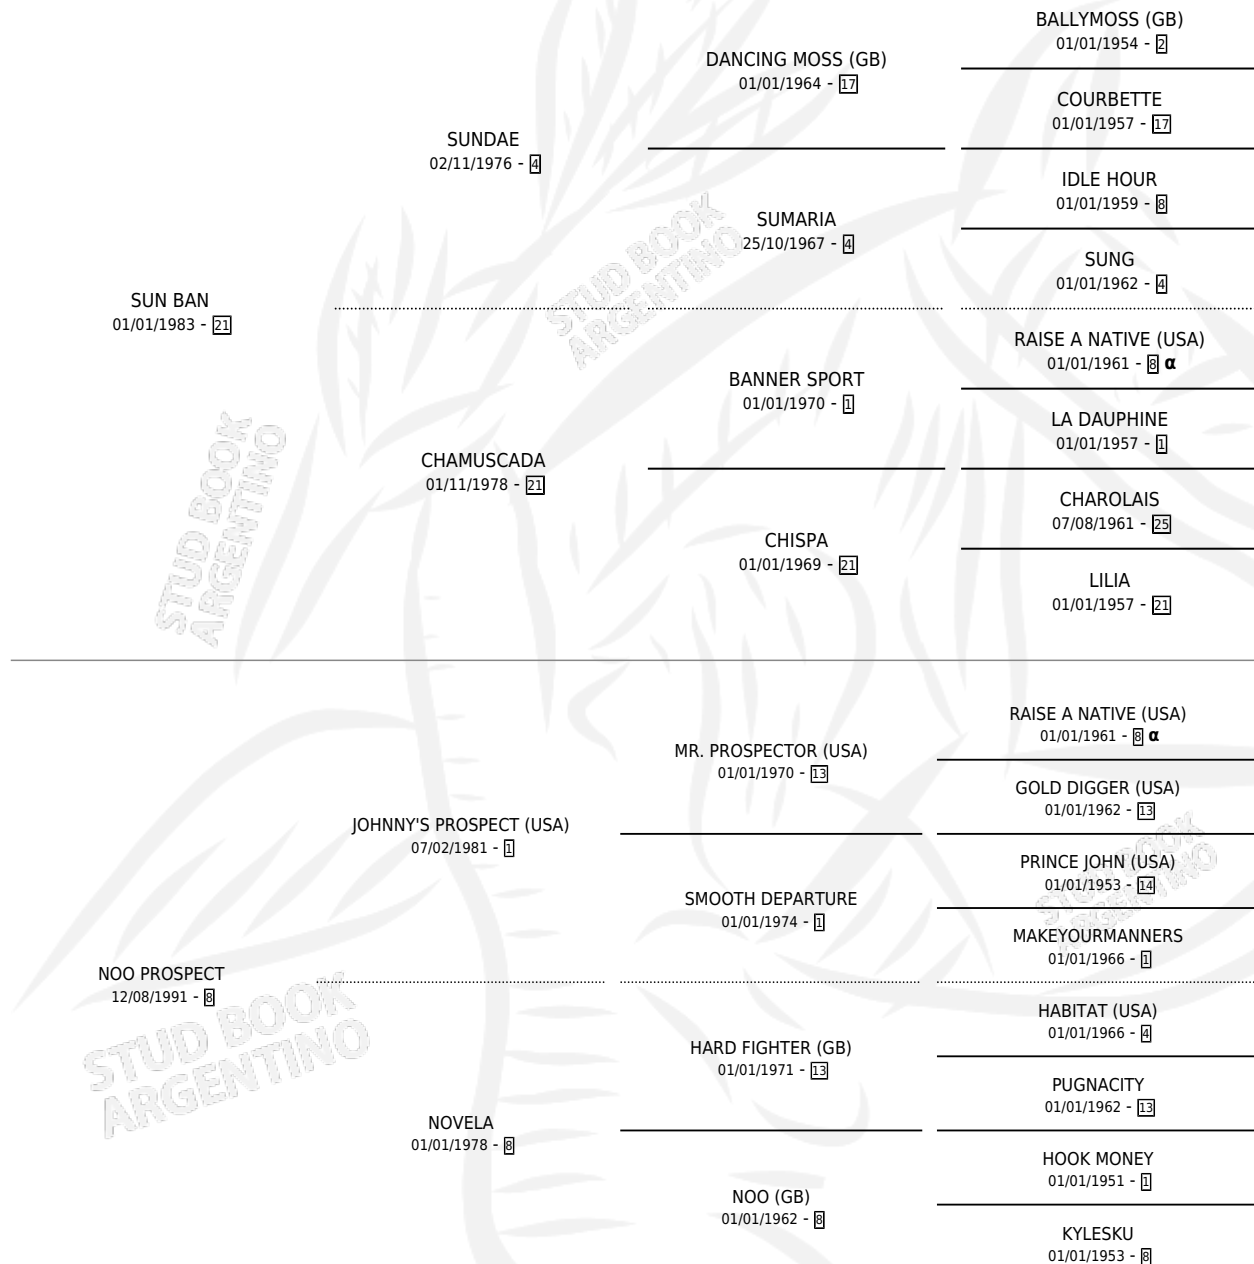 BALLYMOSS (GB)
01/01/1954 - 2
DANCING MOSS (GB)
01/01/1964 - 17
COURBETTE
01/01/1957 - 17
SUNDAE
02/11/1976 - 4
IDLE HOUR
01/01/1959 - 8
SUMARIA
25/10/1967 - 4
SUNG
01/01/1962 - 4
SUN BAN
01/01/1983 - 21
RAISE A NATIVE (USA)
01/01/1961 - 8 α
BANNER SPORT
01/01/1970 - 1
LA DAUPHINE
01/01/1957 - 1
CHAMUSCADA
01/11/1978 - 21
CHAROLAIS
07/08/1961 - 25
CHISPA
01/01/1969 - 21
LILIA
01/01/1957 - 21
RAISE A NATIVE (USA)
01/01/1961 - 8 α
MR. PROSPECTOR (USA)
01/01/1970 - 13
GOLD DIGGER (USA)
01/01/1962 - 13
JOHNNY'S PROSPECT (USA)
07/02/1981 - 1
PRINCE JOHN (USA)
01/01/1953 - 14
SMOOTH DEPARTURE
01/01/1974 - 1
MAKEYOURMANNERS
01/01/1966 - 1
NOO PROSPECT
12/08/1991 - 8
HABITAT (USA)
01/01/1966 - 4
HARD FIGHTER (GB)
01/01/1971 - 13
PUGNACITY
01/01/1962 - 13
NOVELA
01/01/1978 - 8
HOOK MONEY
01/01/1951 - 1
NOO (GB)
01/01/1962 - 8
KYLESKU
01/01/1953 - 8
STUD BOOK
ARGENTINO
STUD BOOK
ARGENTINO
STUD BOOK
ARGENTINO
STUD BOOK
ARGENTINO